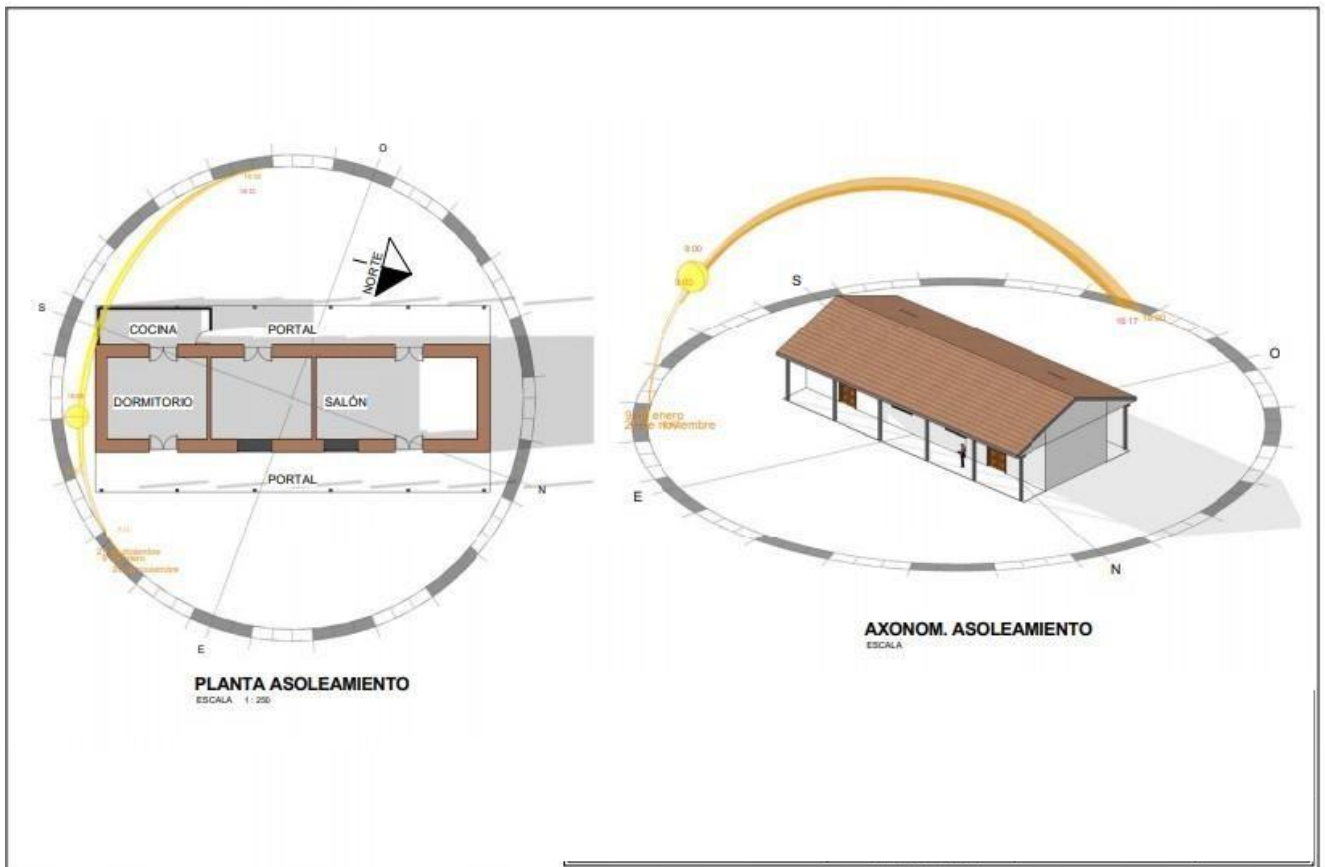 O
S
I
NORTE
COCINA
PORTAL
DORMITORIO
SALÓN
PORTAL
N
E
PLANTA ASOLEAMIENTO
ESCALA 1 : 250
9:00
S
O
E
N
AXONOM. ASOLEAMIENTO
ESCALA